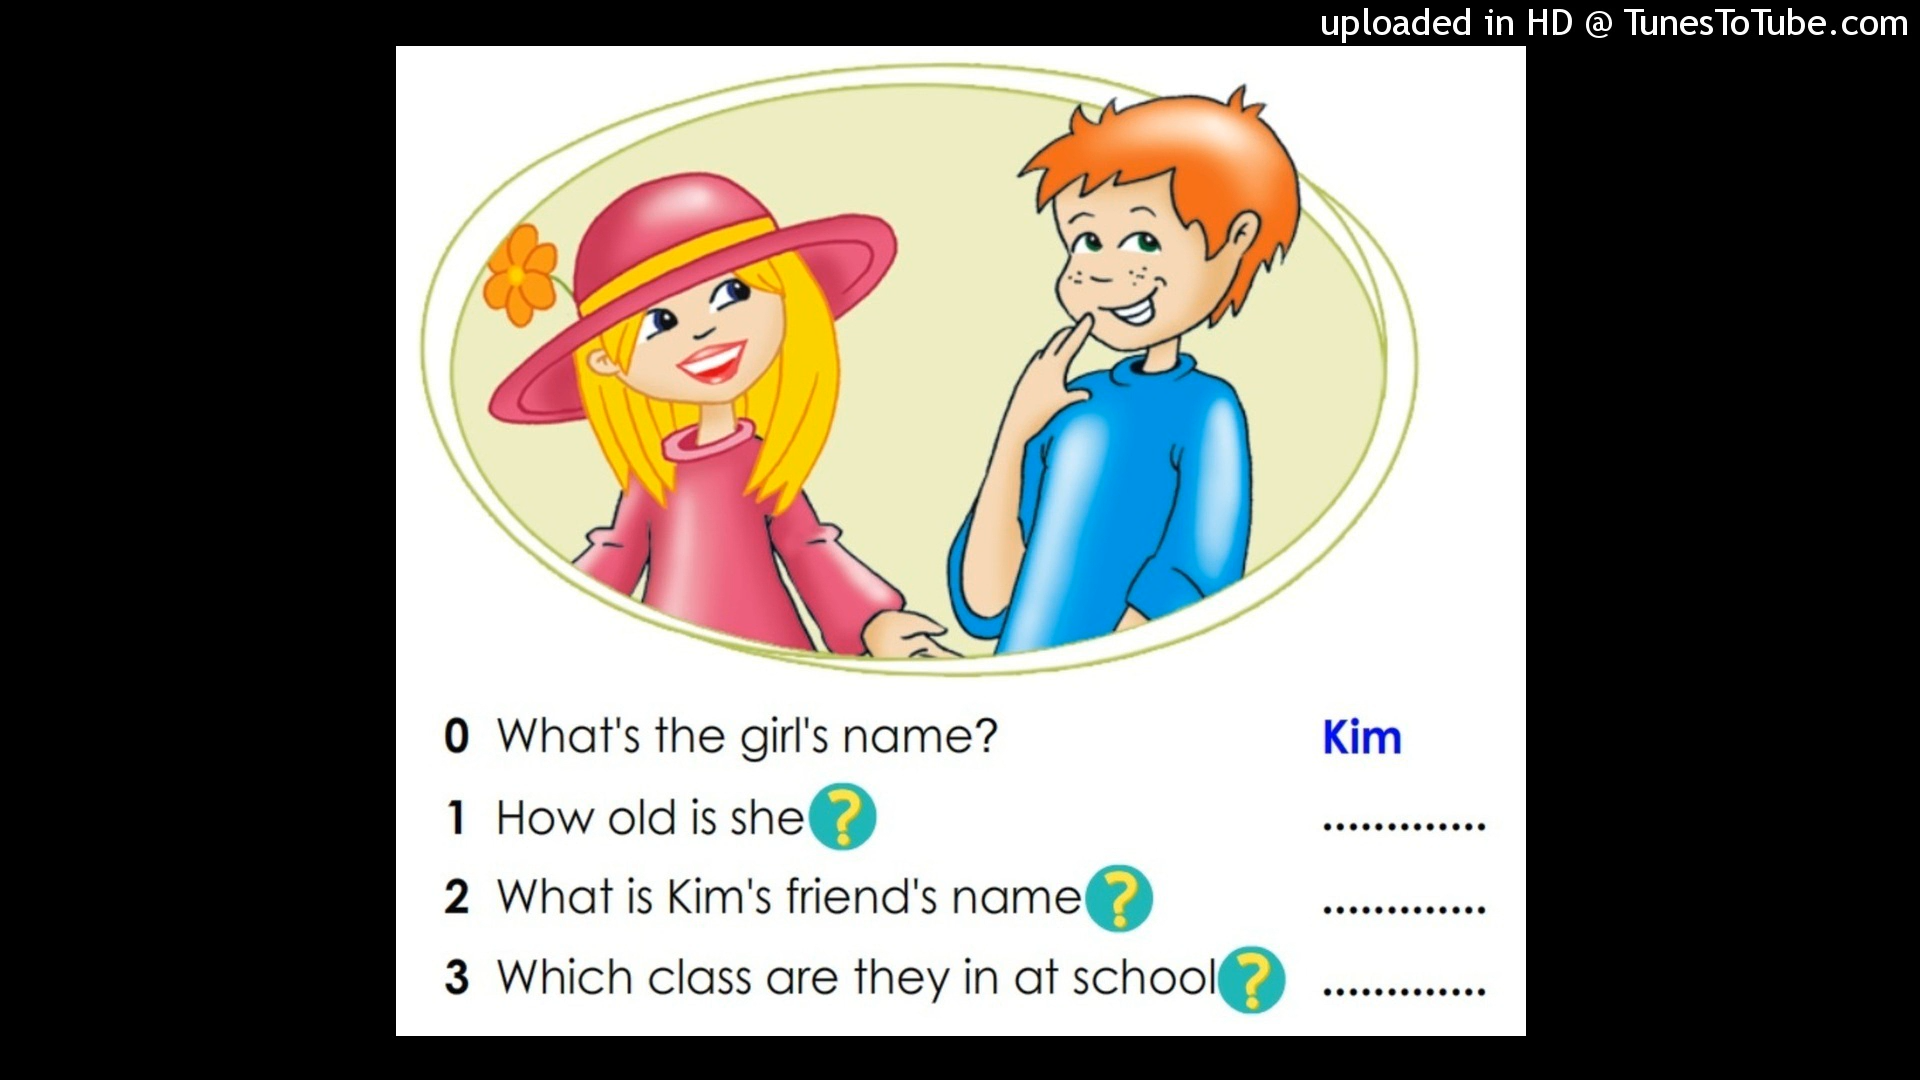 uploaded in HD @ TunesToTube.com
0 What's the girl's name? Kim
1 How old is she? .............
2 What is Kim's friend's name? .............
3 Which class are they in at school? .............